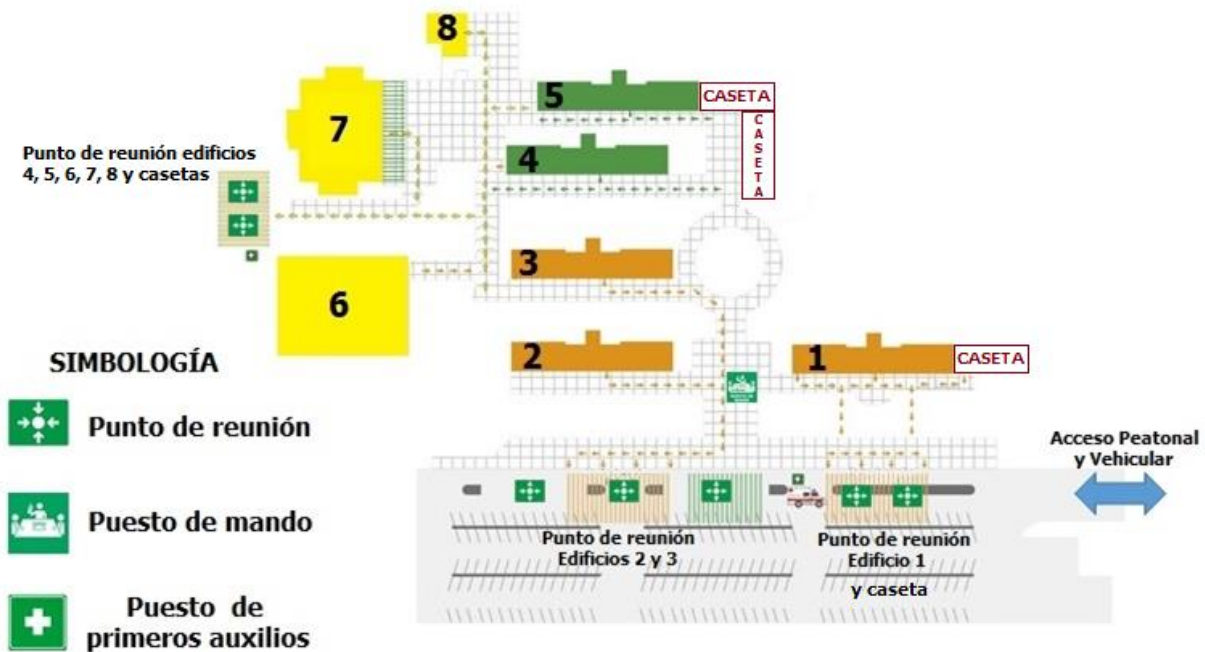 8
5
CASETA
7
CASETA
4
Punto de reunión edificios
4, 5, 6, 7, 8 y casetas
3
6
SIMBOLOGÍA
2
1
CASETA
Punto de reunión
Puesto de mando
Puesto de
primeros auxilios
Acceso Peatonal
y Vehicular
Punto de reunión
Edificios 2 y 3
Punto de reunión
Edificio 1
y caseta